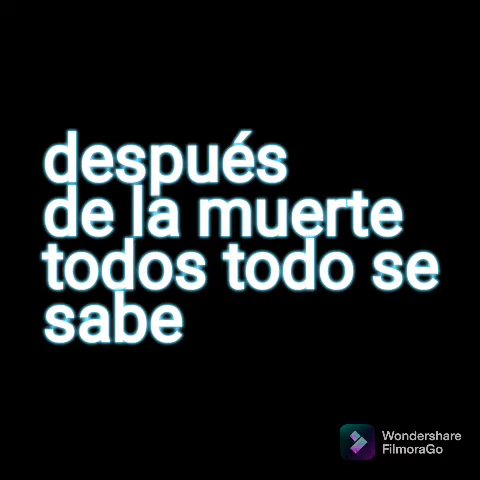 después
de la muerte
todos todo se
sabe
Wondershare
FilmoraGo